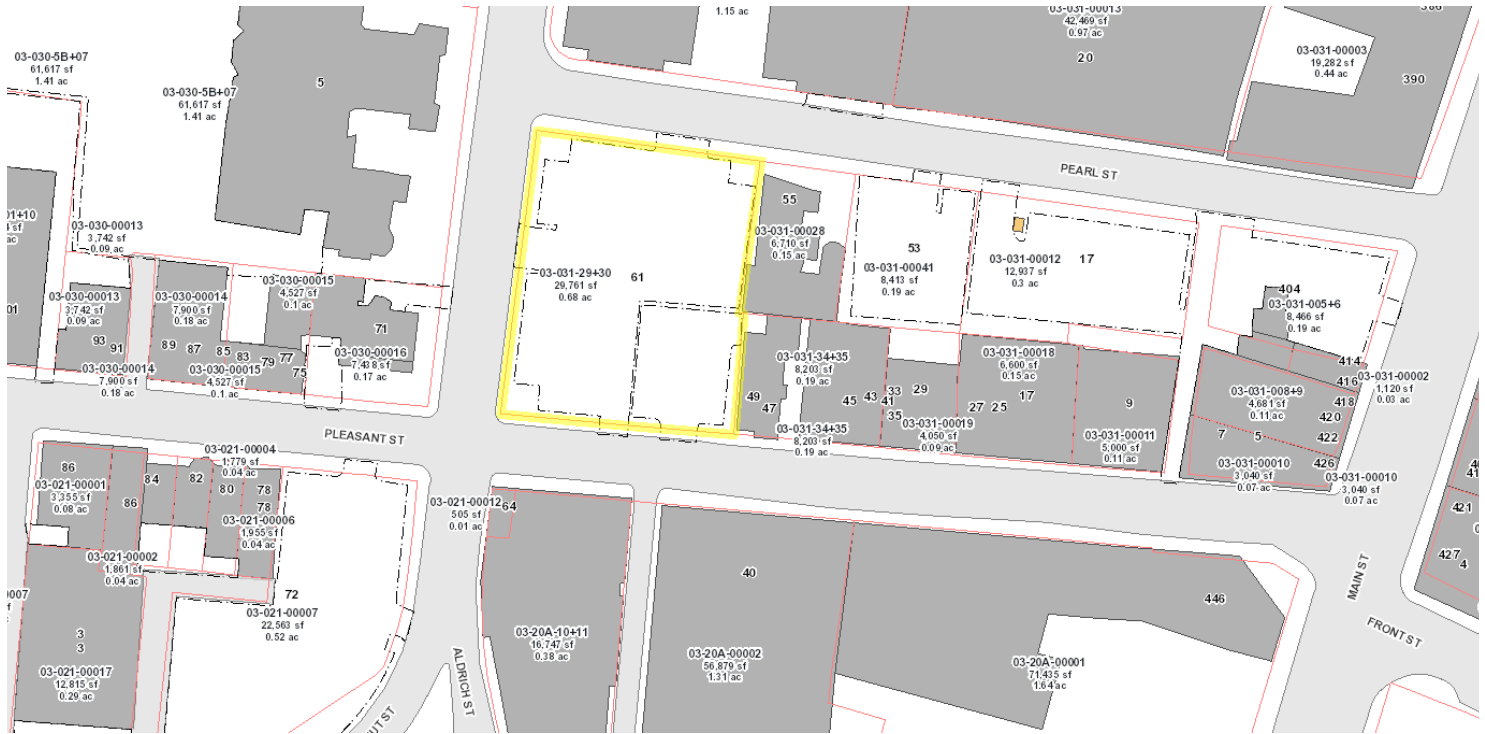 1.15 ac
03-031-00013
42,469 sf
0.97 ac
20
386
03-031-00003
19,282 sf
0.44 ac
390
03-030-5B+07
61,617 sf
1.41 ac
03-030-5B+07
61,617 sf
1.41 ac
5
PEARL ST
55
03-031-00028
6,710 sf
0.15 ac
53
03-031-00041
8,413 sf
0.19 ac
03-031-00012
12,937 sf
0.3 ac
17
404
03-031-005+6
8,466 sf
0.19 ac
03-030-00013
3,742 sf
0.09 ac
03-030-00013
3,742 sf
0.09 ac
93
91
03-030-00014
7,900 sf
0.18 ac
03-030-00014
7,900 sf
0.18 ac
89
87
85
83
79
77
75
03-030-00015
4,527 sf
0.1 ac
03-030-00015
4,527 sf
0.1 ac
71
03-030-00016
7,438 sf
0.17 ac
03-031-29+30
29,761 sf
0.68 ac
61
49
47
03-031-34+35
8,203 sf
0.19 ac
45
43
41
03-031-34+35
8,203 sf
0.19 ac
33
35
29
03-031-00019
4,050 sf
0.09 ac
03-031-00018
6,600 sf
0.15 ac
27
25
17
9
03-031-00011
5,000 sf
0.11 ac
03-031-008+9
4,681 sf
0.11 ac
7
5
03-031-00010
3,040 sf
0.07 ac
03-031-00010
3,040 sf
0.07 ac
414
416
418
420
422
426
03-031-00002
1,120 sf
0.03 ac
PLEASANT ST
86
03-021-00001
3,355 sf
0.08 ac
86
84
82
80
78
78
03-021-00004
1,779 sf
0.04 ac
03-021-00006
1,955 sf
0.04 ac
03-021-00002
1,861 sf
0.04 ac
72
03-021-00007
22,563 sf
0.52 ac
3
3
03-021-00017
12,815 sf
0.29 ac
03-021-00012
505 sf
0.01 ac
64
03-20A-10+11
16,747 sf
0.38 ac
ALDRICH ST
40
03-20A-00002
56,879 sf
1.31 ac
446
03-20A-00001
71,435 sf
1.64 ac
MAIN ST
FRONT ST
421
427
4